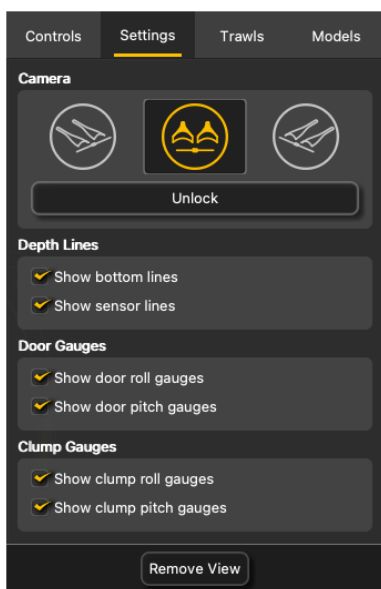 Controls Settings Trawls Models
Camera
Unlock
Depth Lines
Show bottom lines
Show sensor lines
Door Gauges
Show door roll gauges
Show door pitch gauges
Clump Gauges
Show clump roll gauges
Show clump pitch gauges
Remove View